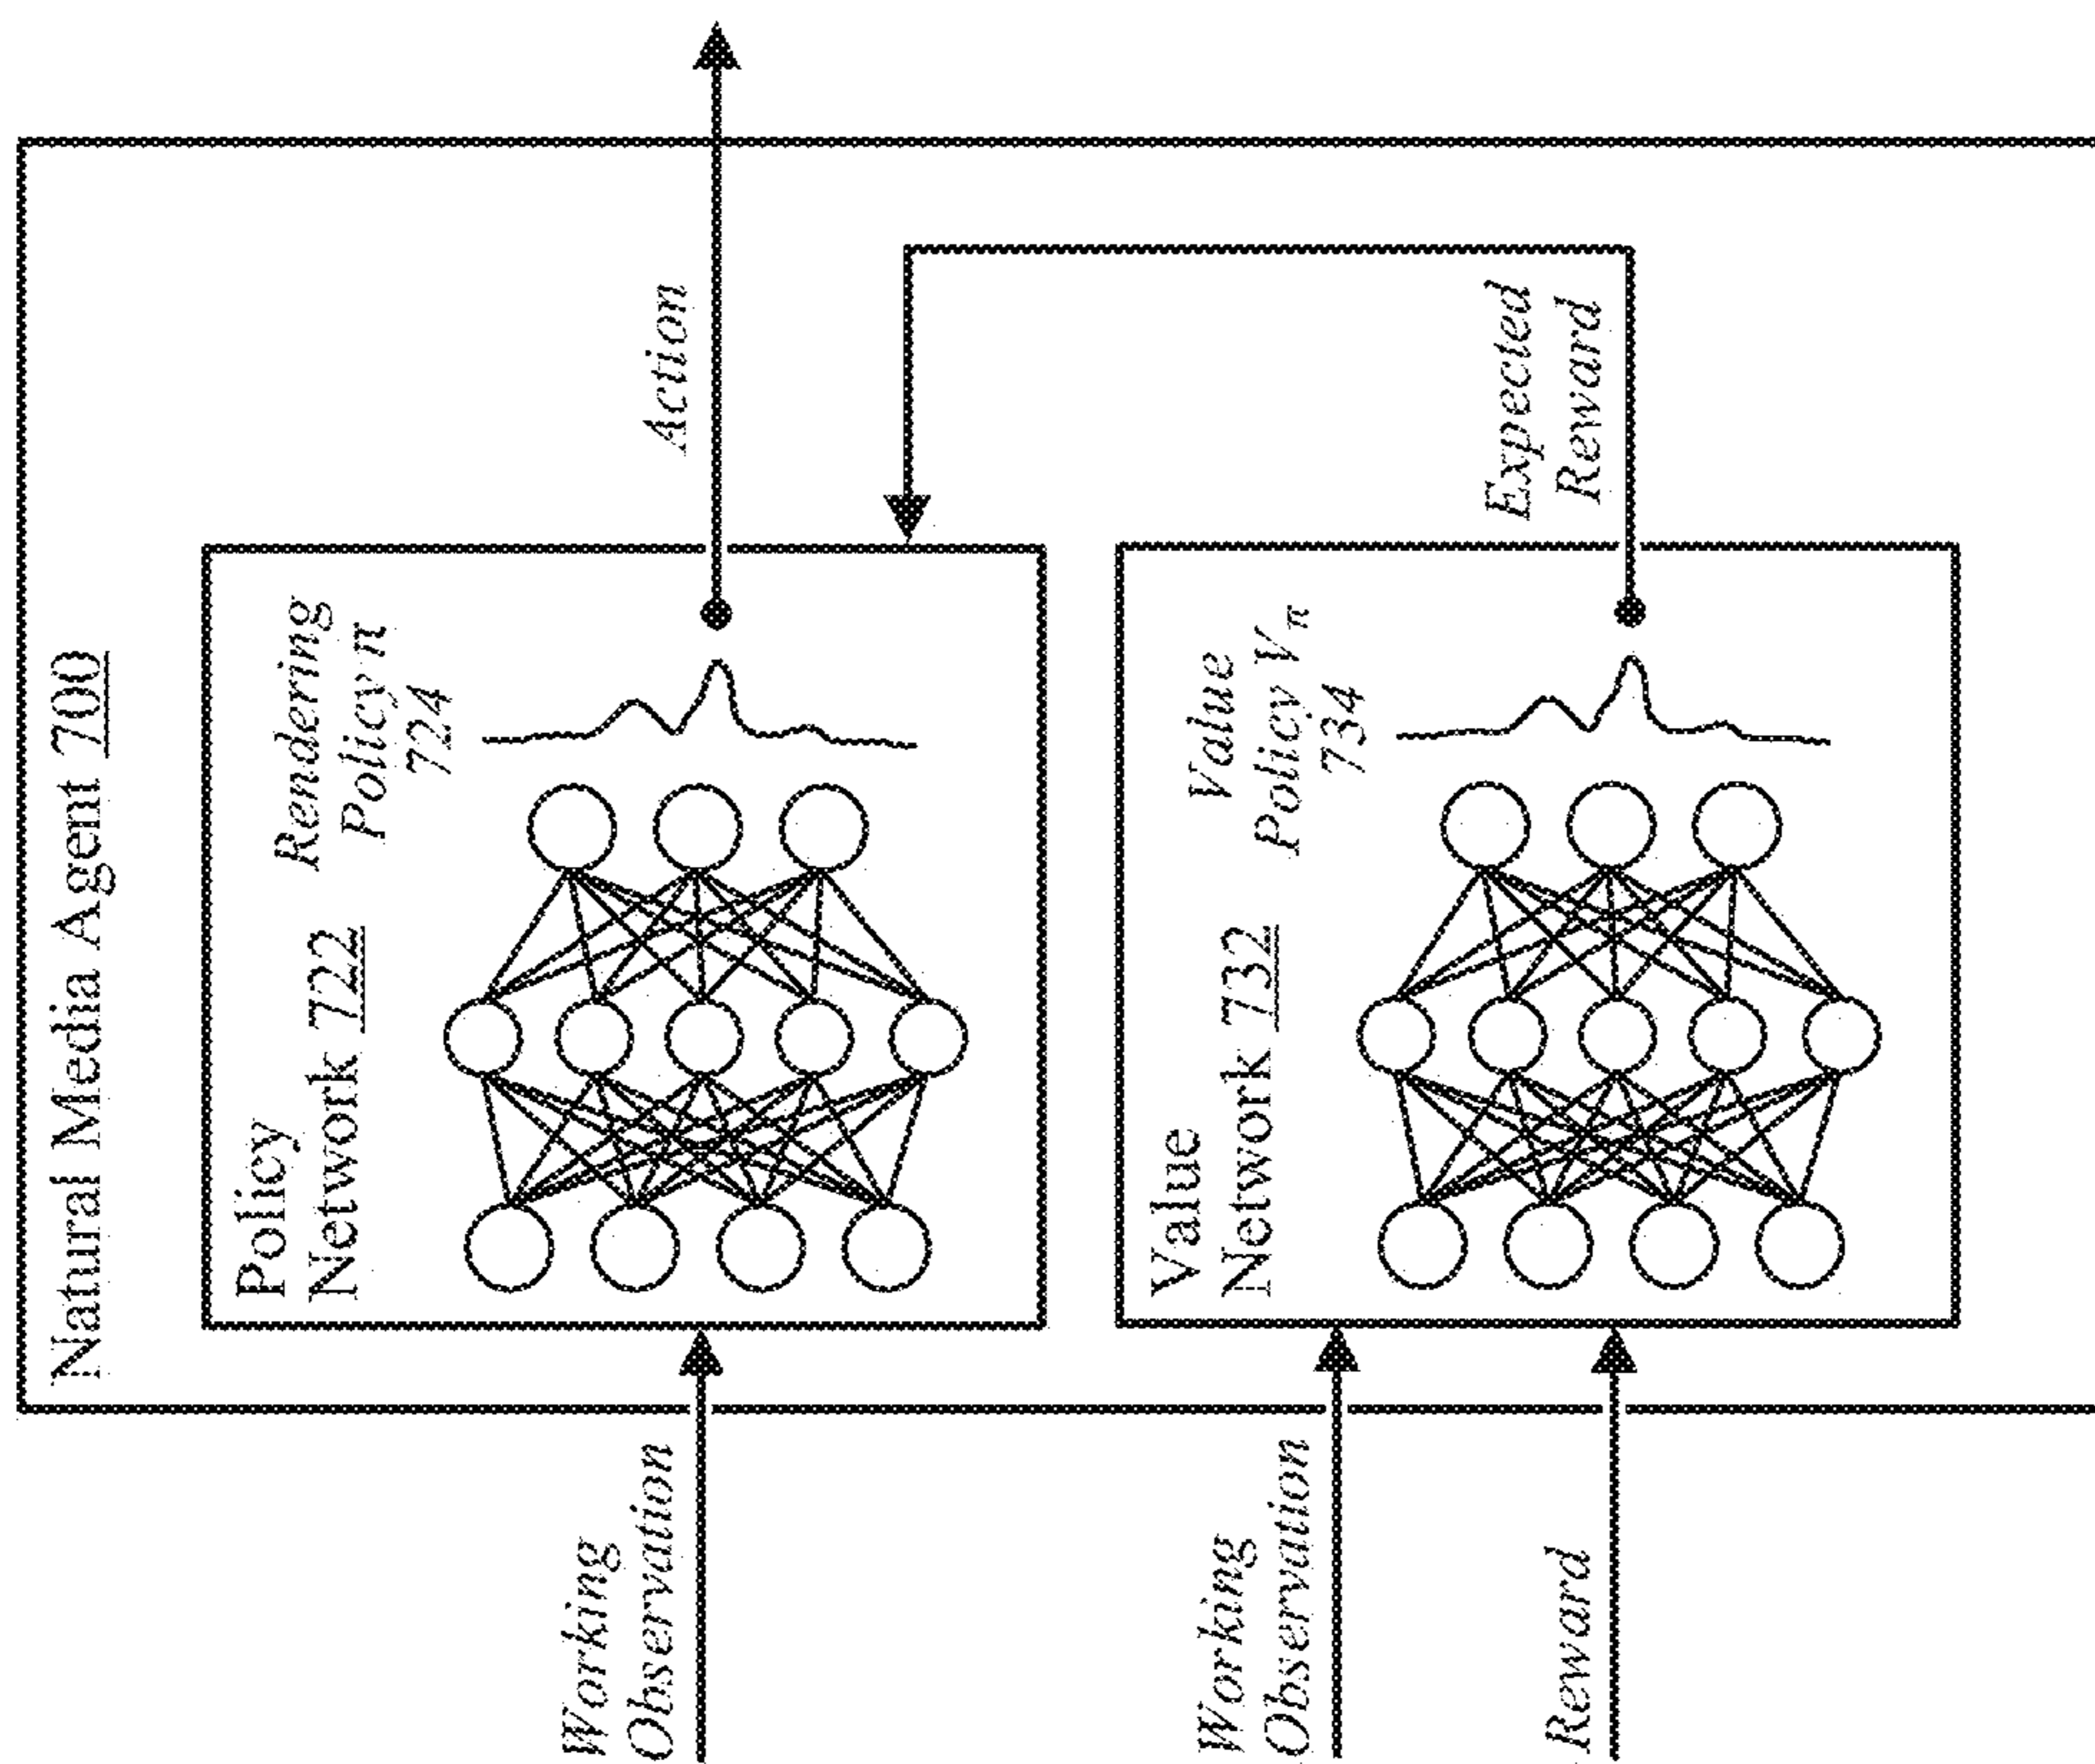 Natural Media Agent 700
Policy
Network 722
Rendering
Policy π
724
Action
Working
Observation
Value
Network 732
Value
Policy Vπ
734
Expected
Reward
Working
Observation
Reward